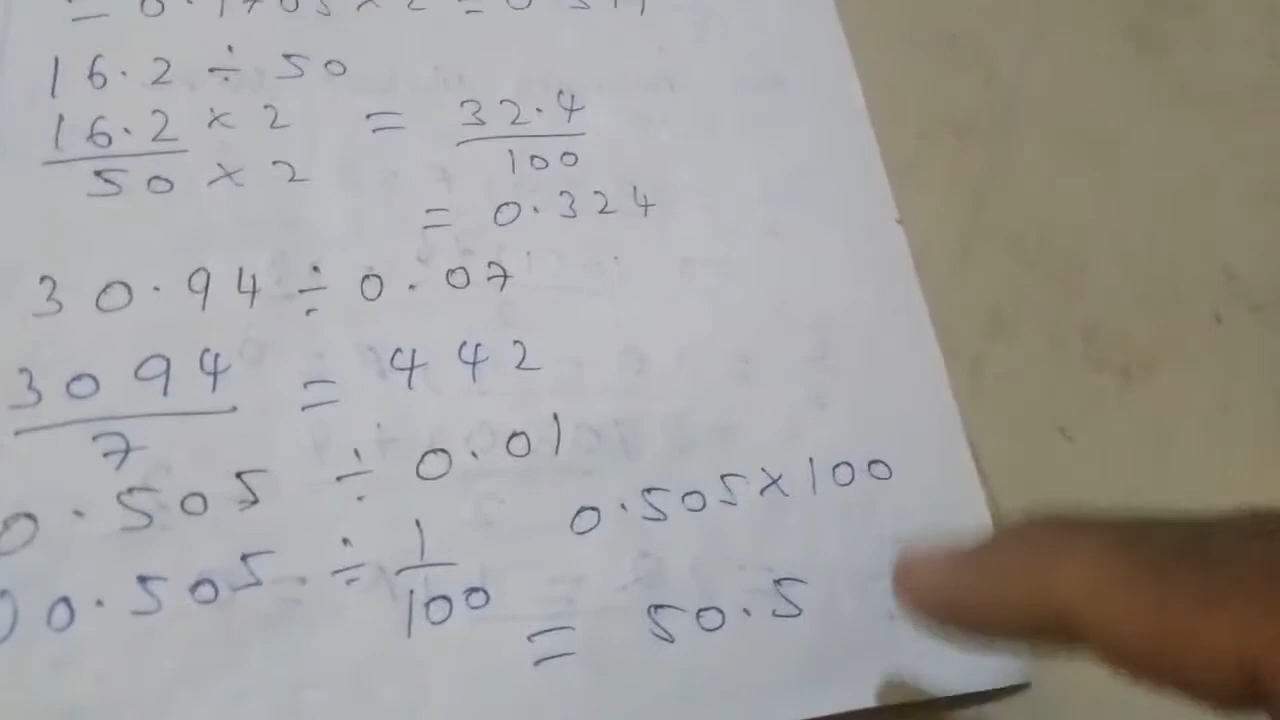 16.2 ÷ 50
16.2 × 2 = 32.4
50 × 2 100
= 0.324
30.94 ÷ 0.07
3094 = 442
7
0.505 ÷ 0.01
0.505 × 100
0.505 ÷ 1
100
= 50.5